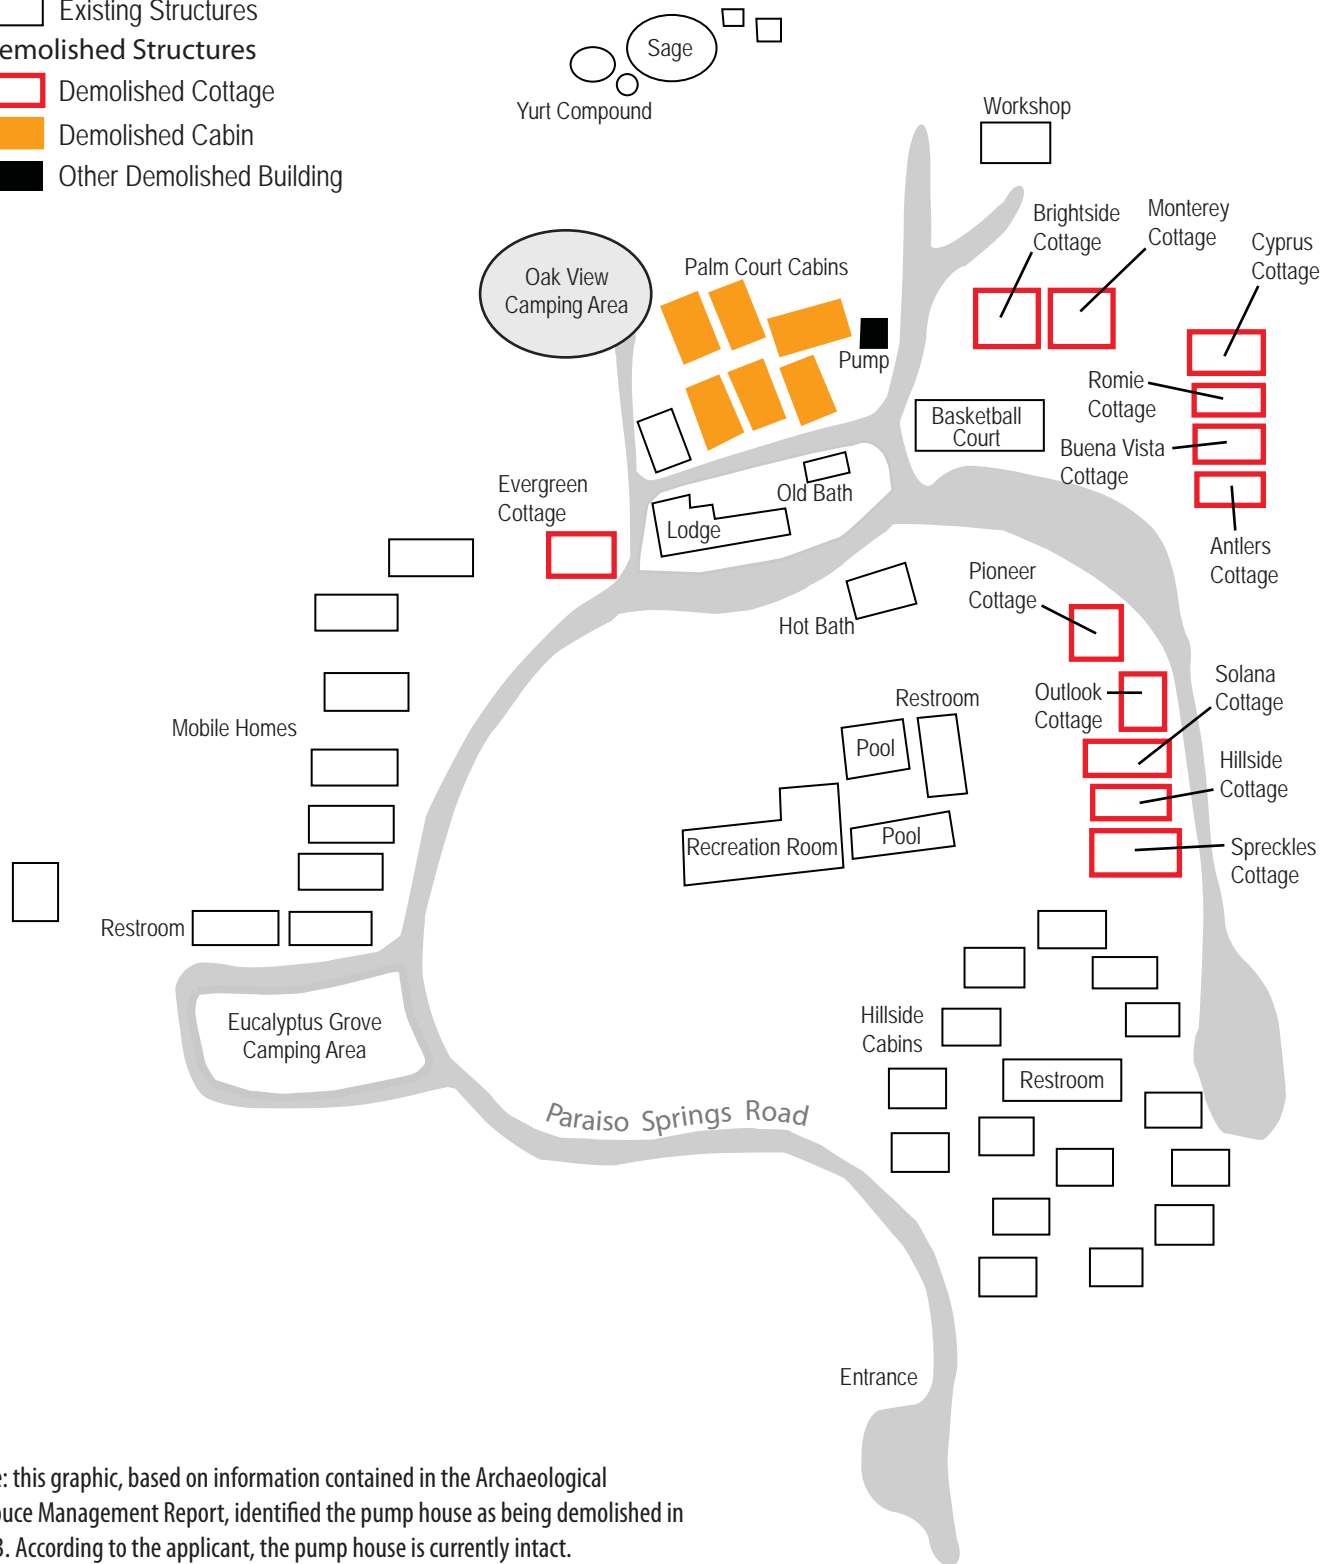 Existing Structures
emolished Structures
Demolished Cottage
Demolished Cabin
Other Demolished Building
Sage
Yurt Compound
Workshop
Brightside
Cottage
Monterey
Cottage
Cyprus
Cottage
Oak View
Camping Area
Palm Court Cabins
Pump
Romie
Cottage
Basketball
Court
Buena Vista
Cottage
Evergreen
Cottage
Old Bath
Lodge
Antlers
Cottage
Pioneer
Cottage
Hot Bath
Solana
Cottage
Outlook
Cottage
Restroom
Pool
Mobile Homes
Hillside
Cottage
Pool
Recreation Room
Spreckles
Cottage
Restroom
Eucalyptus Grove
Camping Area
Hillside
Cabins
Restroom
Paraiso Springs Road
Entrance
e: this graphic, based on information contained in the Archaeological
ouce Management Report, identified the pump house as being demolished in
3. According to the applicant, the pump house is currently intact.